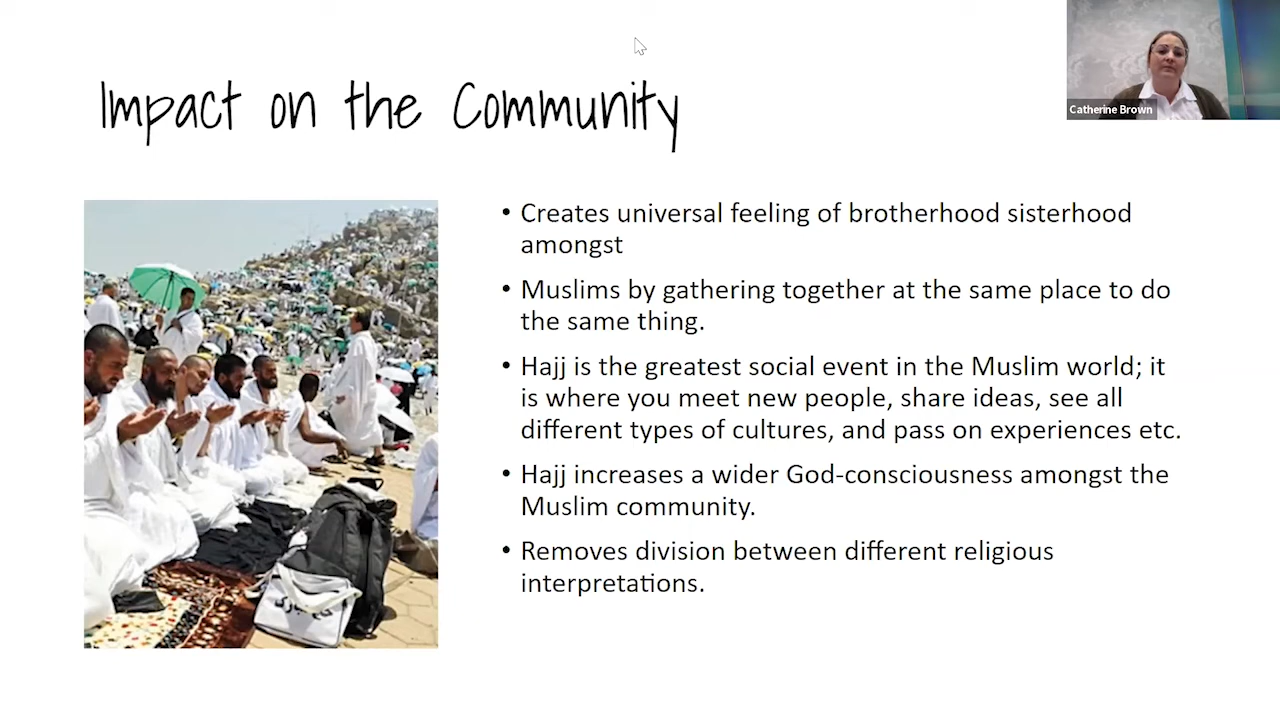 Impact on the Community
Catherine Brown
• Creates universal feeling of brotherhood sisterhood
amongst
• Muslims by gathering together at the same place to do
the same thing.
• Hajj is the greatest social event in the Muslim world; it
is where you meet new people, share ideas, see all
different types of cultures, and pass on experiences etc.
• Hajj increases a wider God-consciousness amongst the
Muslim community.
• Removes division between different religious
interpretations.